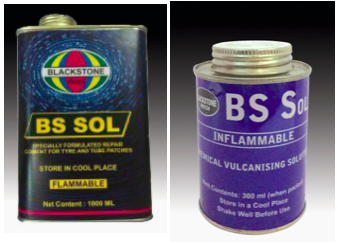 BLACKSTONE
BS SOL
SPECIALLY FORMULATED REPAIR
CEMENT FOR TYRE AND TUBE PATCHES
STORE IN COOL PLACE
FLAMMABLE
Net Content : 1000 ML
BLACKSTONE
BS SOL
INFLAMMABLE
EMICAL VULCANISING SOLU
Net Contents: 300 ml (when packed
Store in a Cool Place
Shake Well Before Use